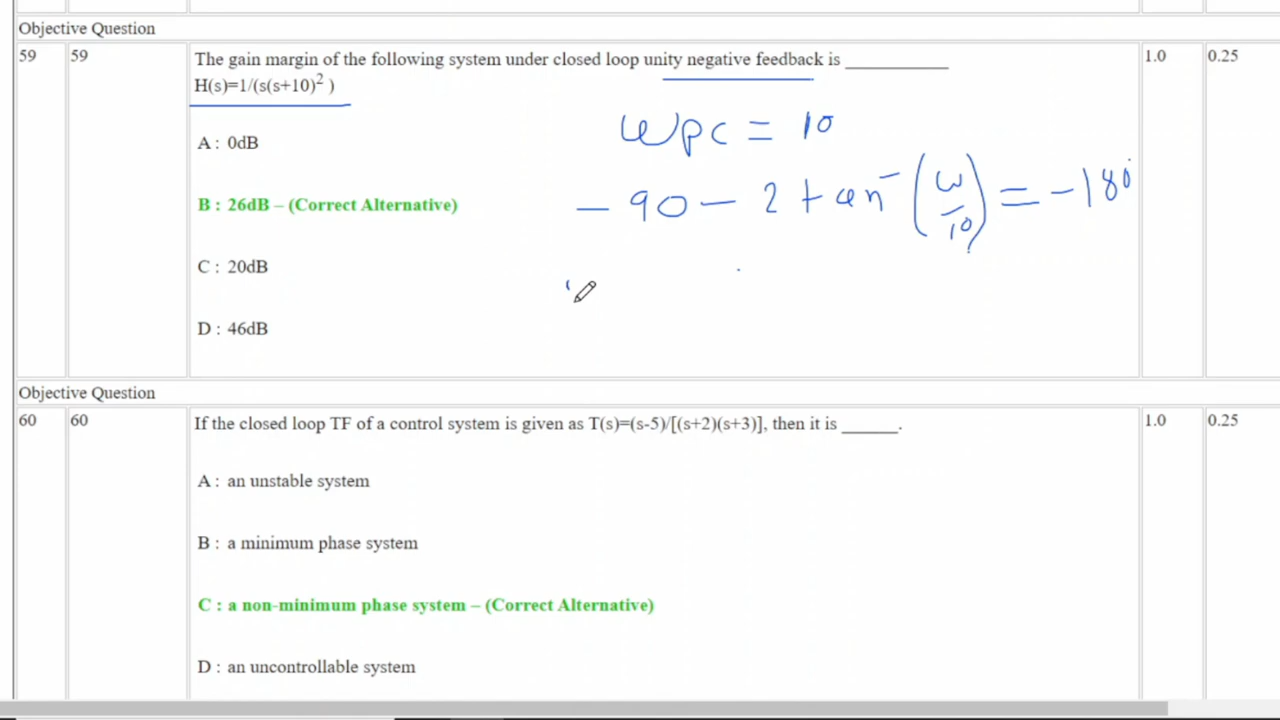 Objective Question
59 59 The gain margin of the following system under closed loop unity negative feedback is ____________ 1.0 0.25
H(s)=1/(s(s+10)² )
wpc = 10
A : 0dB
- 90 - 2 tan⁻ (w/10) = -180
B : 26dB – (Correct Alternative)
C : 20dB
D : 46dB
Objective Question
60 60 If the closed loop TF of a control system is given as T(s)=(s-5)/[(s+2)(s+3)], then it is ______. 1.0 0.25
A : an unstable system
B : a minimum phase system
C : a non-minimum phase system – (Correct Alternative)
D : an uncontrollable system